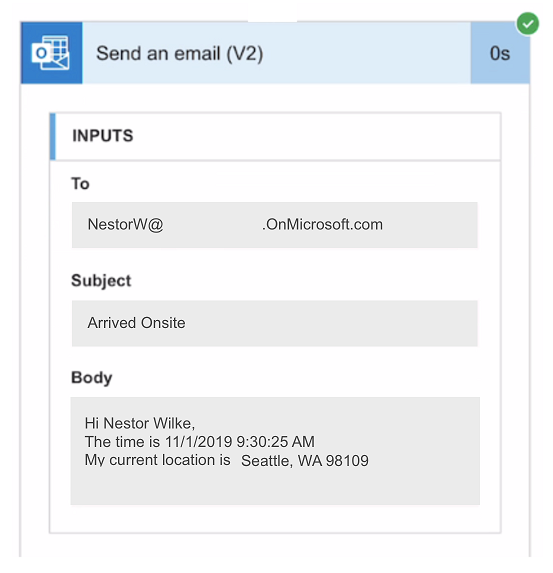 Send an email (V2) 0s
INPUTS
To
NestorW@ .OnMicrosoft.com
Subject
Arrived Onsite
Body
Hi Nestor Wilke,
The time is 11/1/2019 9:30:25 AM
My current location is Seattle, WA 98109